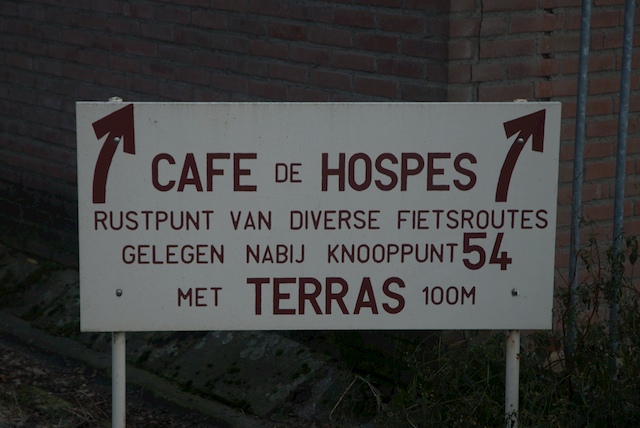 CAFE DE HOSPES
RUSTPUNT VAN DIVERSE FIETSROUTES
GELEGEN NABIJ KNOOPPUNT 54
MET TERRAS 100M